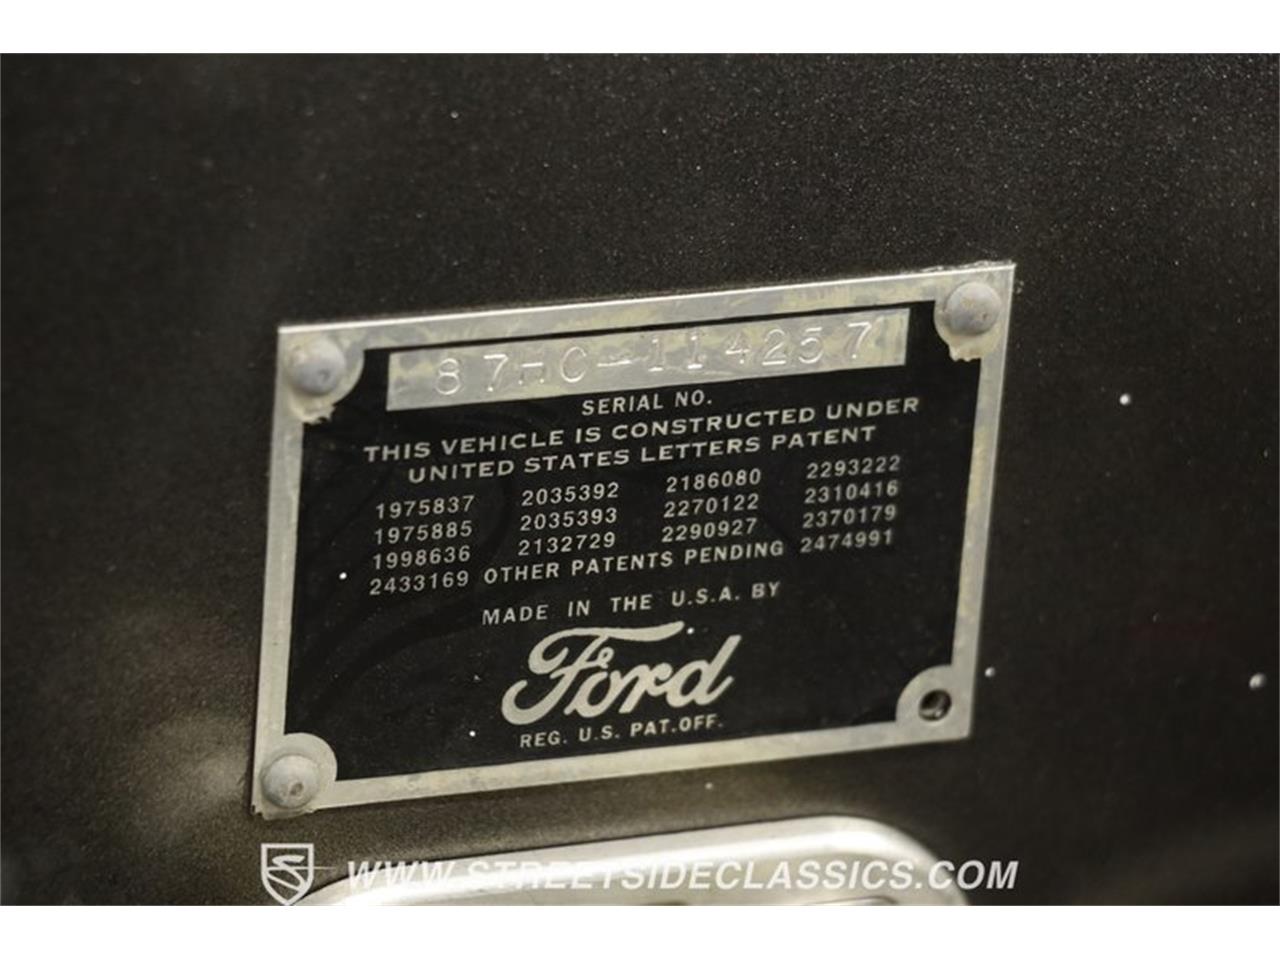 87HC-114257
SERIAL NO.
THIS VEHICLE IS CONSTRUCTED UNDER
UNITED STATES LETTERS PATENT
1975837 2035392 2186080 2293222
1975885 2035393 2270122 2310416
1998636 2132729 2290927 2370179
2433169 OTHER PATENTS PENDING 2474991
MADE IN THE U.S.A. BY
Ford
REG. U.S. PAT. OFF.
WWW.STREETSIDECLASSICS.COM